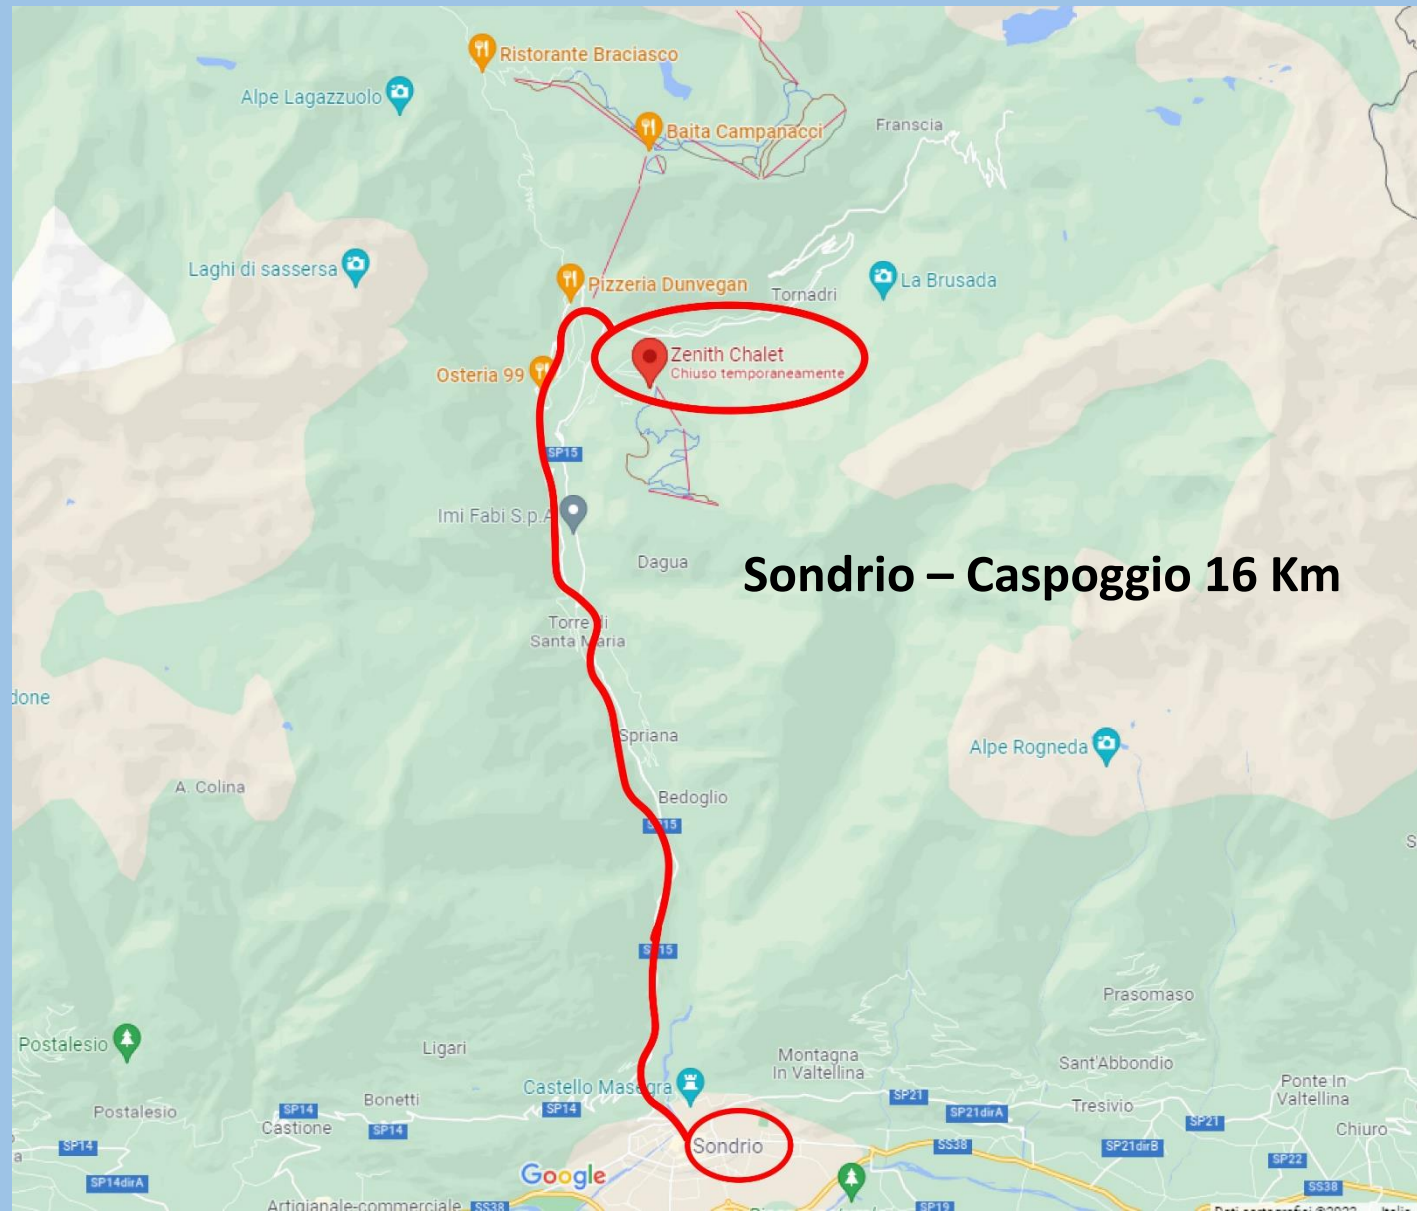 Ristorante Braciasco
Alpe Lagazzuolo
Baita Campanacci
Franscia
Laghi di sassersa
Pizzeria Dunvegan
Tornadri
La Brusada
Zenith Chalet
Chiuso temporaneamente
Osteria 99
SP15
Imi Fabi S.p.A
Dagua
Sondrio – Caspoggio 16 Km
Torre di
Santa Maria
done
Spriana
Alpe Rogneda
A. Colina
Bedoglio
SP15
S
SP15
Prasomaso
Postalesio
Ligari
Montagna
In Valtellina
Sant'Abbondio
Castello Masegra
Ponte In
Valtellina
Bonetti
SP14
SP14
SP21
Postalesio
SP21dirA
Tresivio
Castione
SP14
SP21
Chiuro
SP14
a
Sondrio
SS38
SP21dirB
SP22
Google
SP14dirA
SS38
Artigianale-commerciale
SS38
SP19